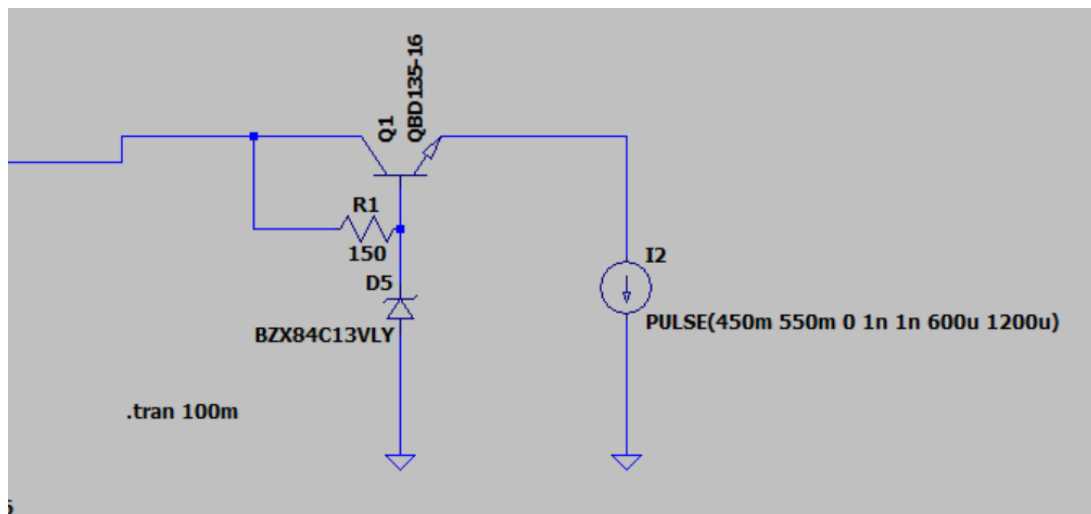 Q1
QBD135-16
R1
150
D5
BZX84C13VLY
I2
PULSE(450m 550m 0 1n 1n 600u 1200u)
.tran 100m